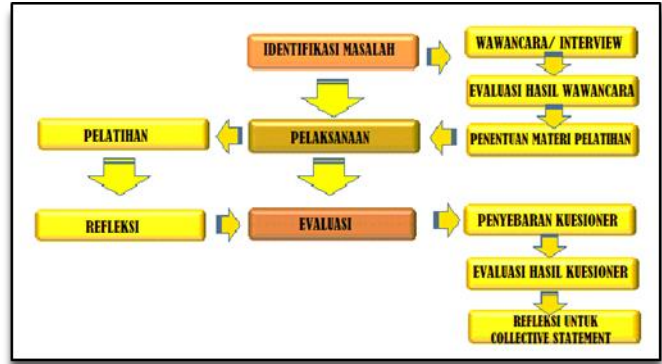 IDENTIFIKASI MASALAH
WAWANCARA/ INTERVIEW
EVALUASI HASIL WAWANCARA
PELATIHAN
PELAKSANAAN
PENENTUAN MATERI PELATIHAN
REFLEKSI
EVALUASI
PENYEBARAN KUESIONER
EVALUASI HASIL KUESIONER
REFLEKSI UNTUK
COLLECTIVE STATEMENT